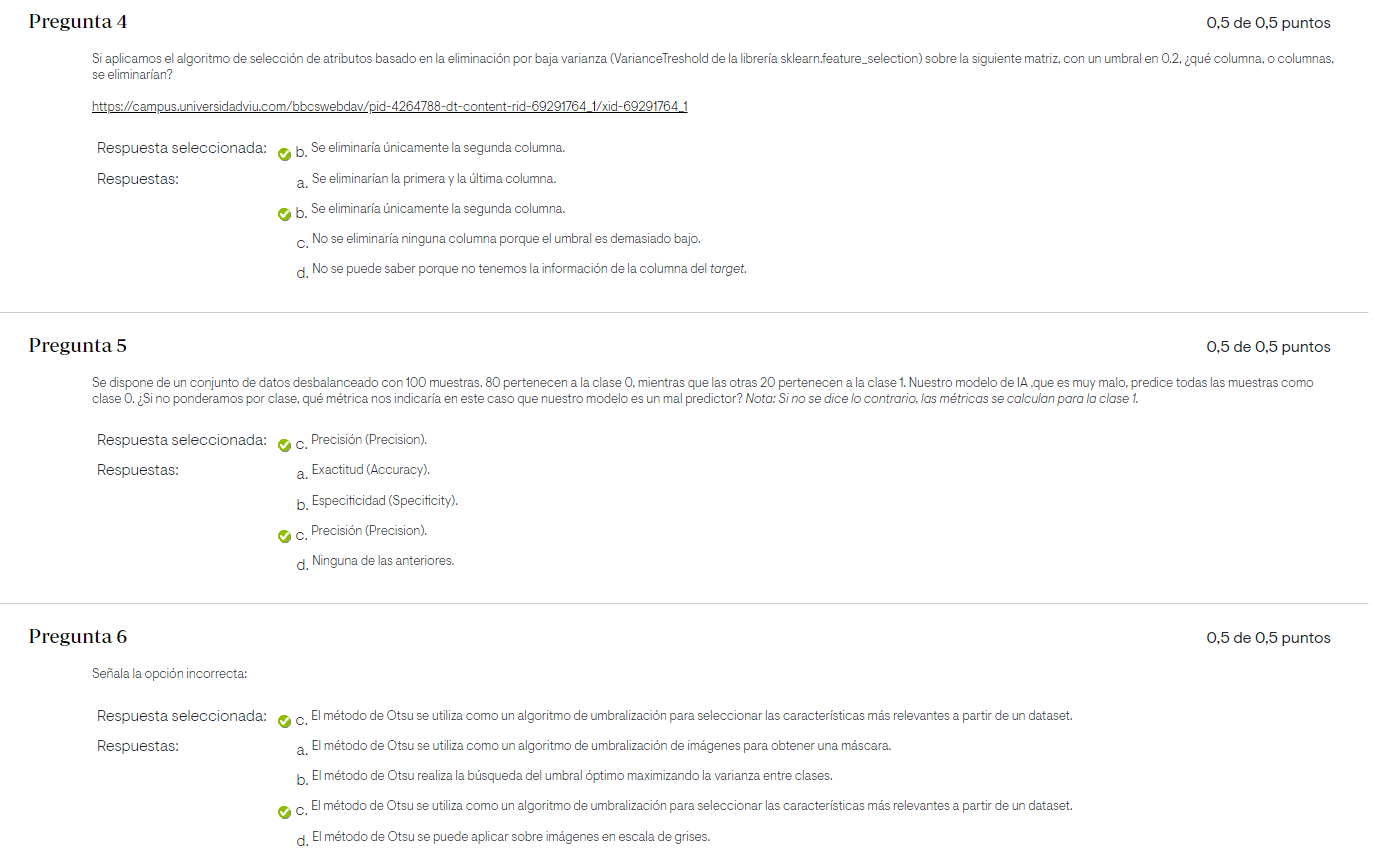 Pregunta 4
0,5 de 0,5 puntos
Si aplicamos el algoritmo de selección de atributos basado en la eliminación por baja varianza (VarianceTreshold de la librería sklearn.feature_selection) sobre la siguiente matriz, con un umbral en 0.2, ¿qué columna, o columnas,
se eliminarían?
https://campus.universidadviu.com/bbcswebdav/pid-4264788-dt-content-rid-69291764_1/xid-69291764_1
Respuesta seleccionada: b. Se eliminaría únicamente la segunda columna.
Respuestas: a. Se eliminarían la primera y la última columna.
b. Se eliminaría únicamente la segunda columna.
c. No se eliminaría ninguna columna porque el umbral es demasiado bajo.
d. No se puede saber porque no tenemos la información de la columna del target.
Pregunta 5
0,5 de 0,5 puntos
Se dispone de un conjunto de datos desbalanceado con 100 muestras. 80 pertenecen a la clase 0, mientras que las otras 20 pertenecen a la clase 1. Nuestro modelo de IA ,que es muy malo, predice todas las muestras como
clase 0. ¿Si no ponderamos por clase, qué métrica nos indicaría en este caso que nuestro modelo es un mal predictor? Nota: Si no se dice lo contrario, las métricas se calculan para la clase 1.
Respuesta seleccionada: c. Precisión (Precision).
Respuestas: a. Exactitud (Accuracy).
b. Especificidad (Specificity).
c. Precisión (Precision).
d. Ninguna de las anteriores.
Pregunta 6
0,5 de 0,5 puntos
Señala la opción incorrecta:
Respuesta seleccionada: c. El método de Otsu se utiliza como un algoritmo de umbralización para seleccionar las características más relevantes a partir de un dataset.
Respuestas: a. El método de Otsu se utiliza como un algoritmo de umbralización de imágenes para obtener una máscara.
b. El método de Otsu realiza la búsqueda del umbral óptimo maximizando la varianza entre clases.
c. El método de Otsu se utiliza como un algoritmo de umbralización para seleccionar las características más relevantes a partir de un dataset.
d. El método de Otsu se puede aplicar sobre imágenes en escala de grises.